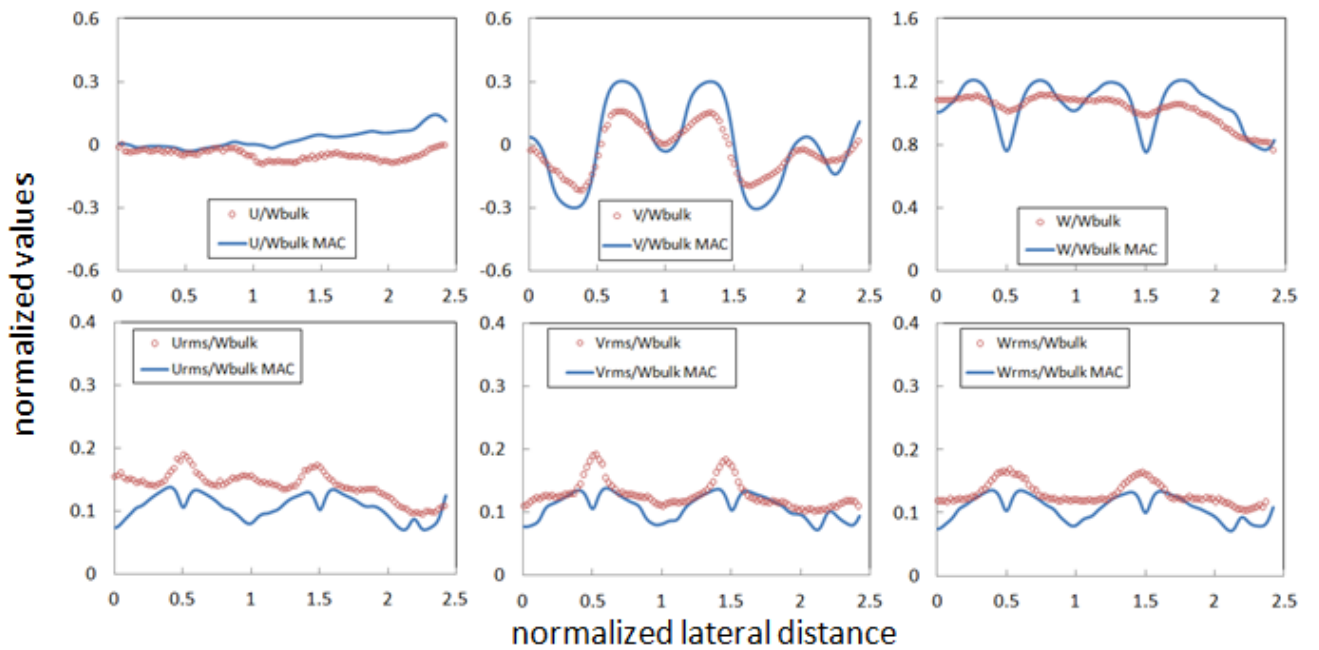 normalized values
0.6
0.3
0
-0.3
-0.6
U/Wbulk
U/Wbulk MAC
0 0.5 1 1.5 2 2.5
0.6
0.3
0
-0.3
-0.6
V/Wbulk
V/Wbulk MAC
0 0.5 1 1.5 2 2.5
1.6
1.2
0.8
0.4
0
W/Wbulk
W/Wbulk MAC
0 0.5 1 1.5 2 2.5
0.4
0.3
0.2
0.1
0
Urms/Wbulk
Urms/Wbulk MAC
0 0.5 1 1.5 2 2.5
0.4
0.3
0.2
0.1
0
Vrms/Wbulk
Vrms/Wbulk MAC
0 0.5 1 1.5 2 2.5
0.4
0.3
0.2
0.1
0
Wrms/Wbulk
Wrms/Wbulk MAC
0 0.5 1 1.5 2 2.5
normalized lateral distance